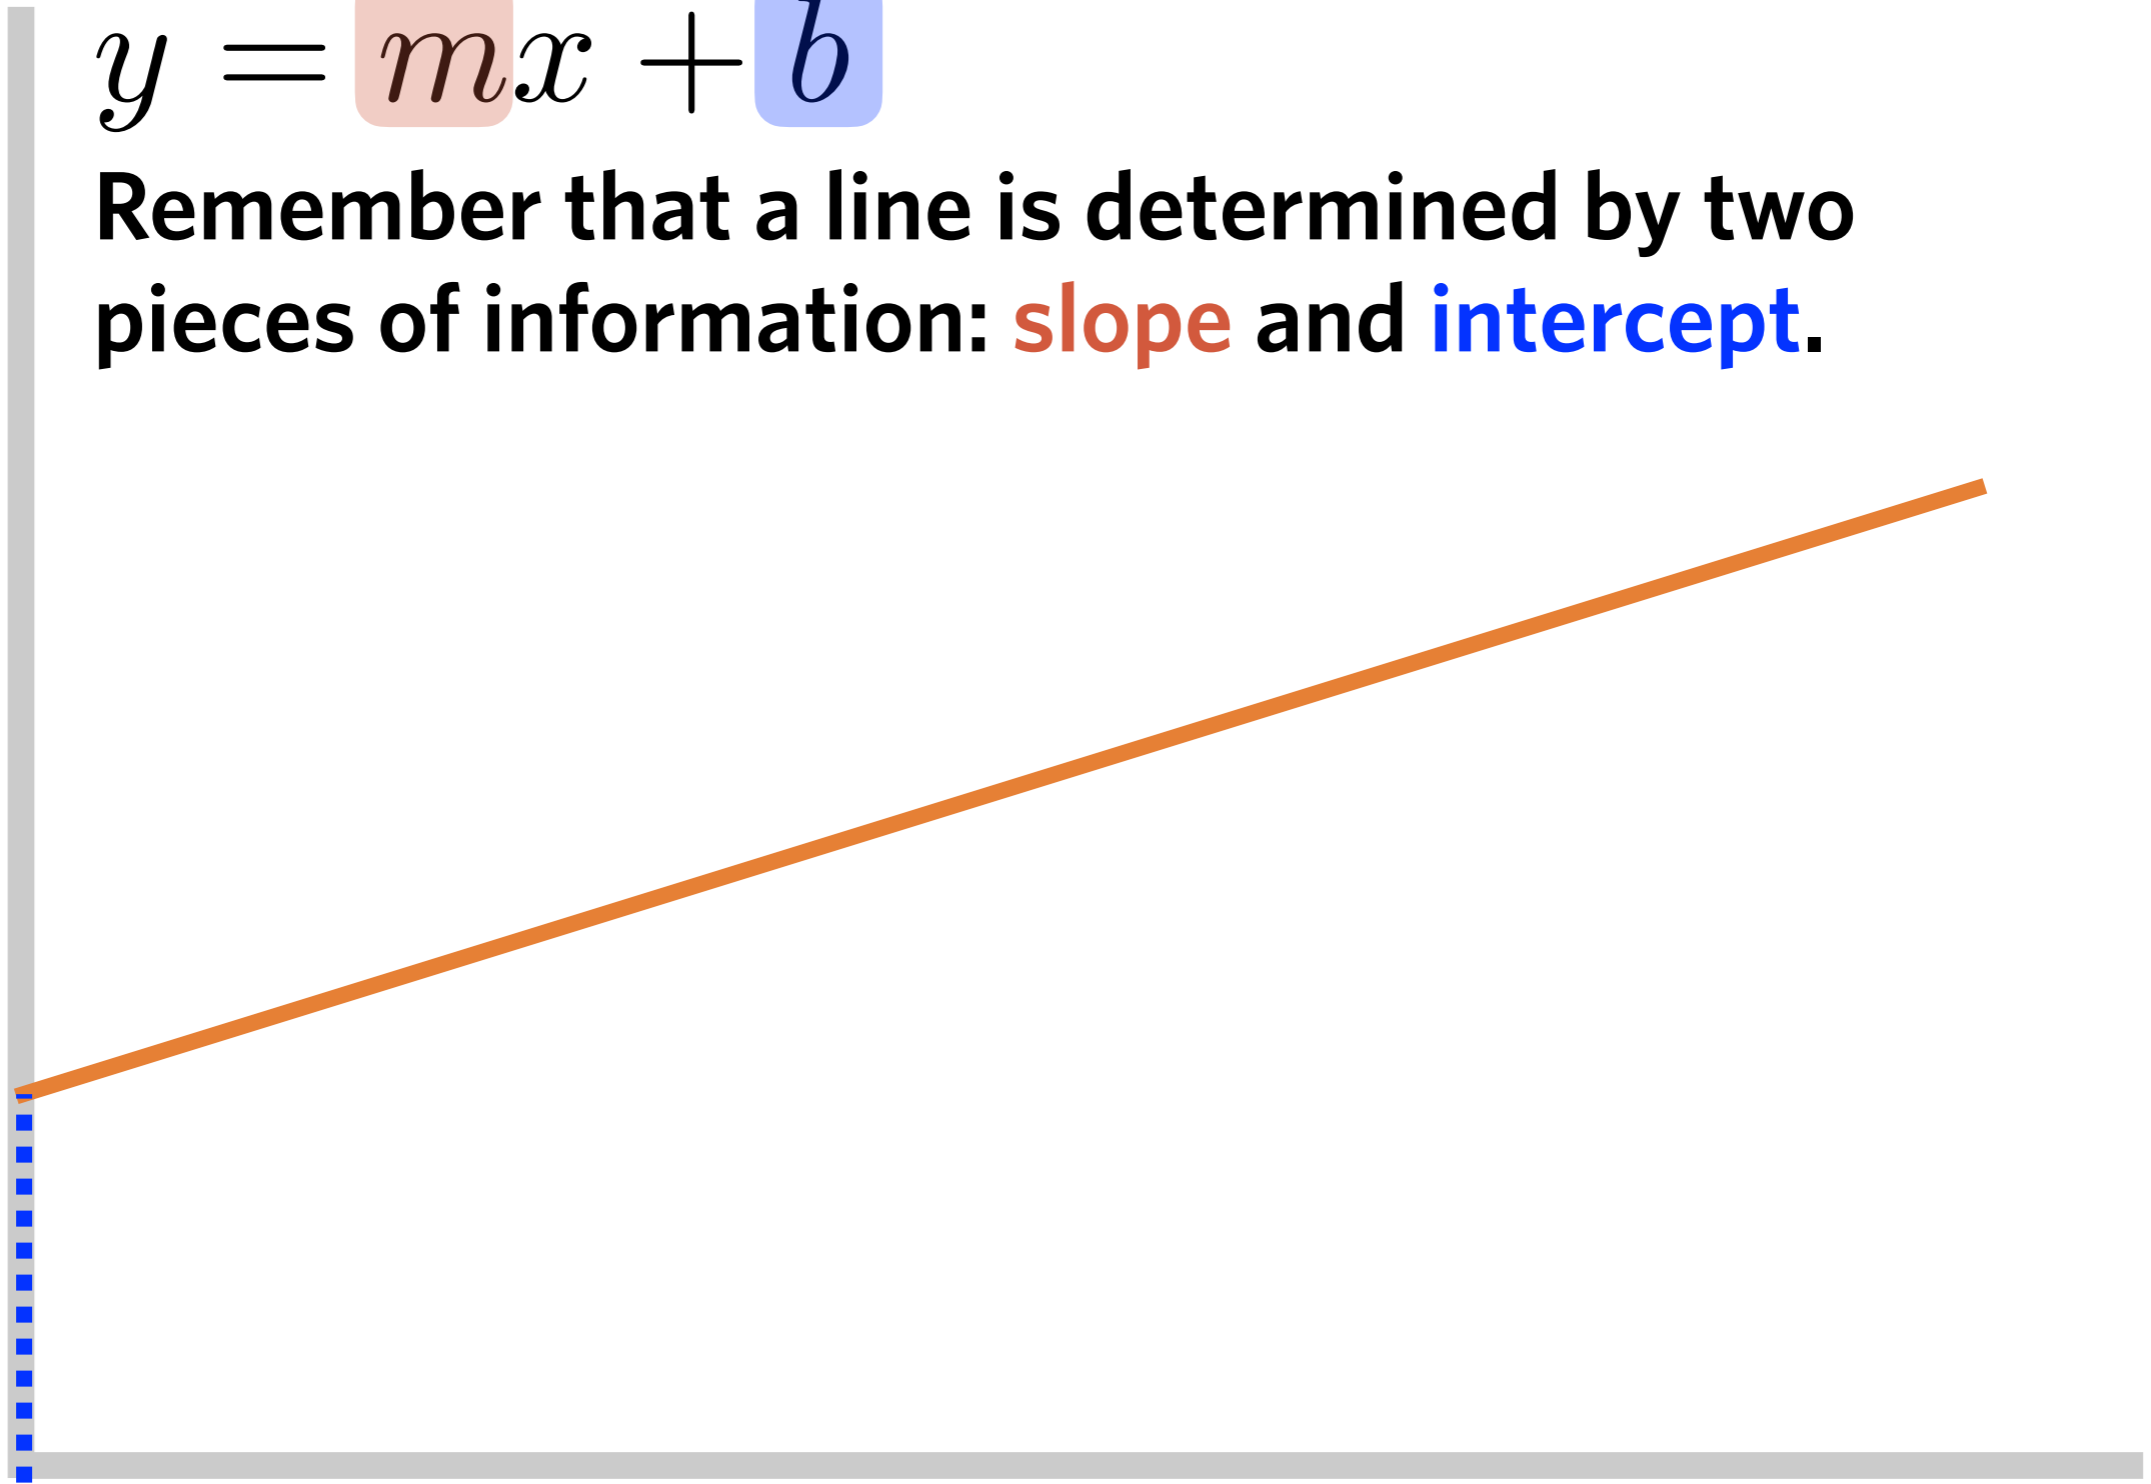 y = mx + b
Remember that a line is determined by two
pieces of information: slope and intercept.